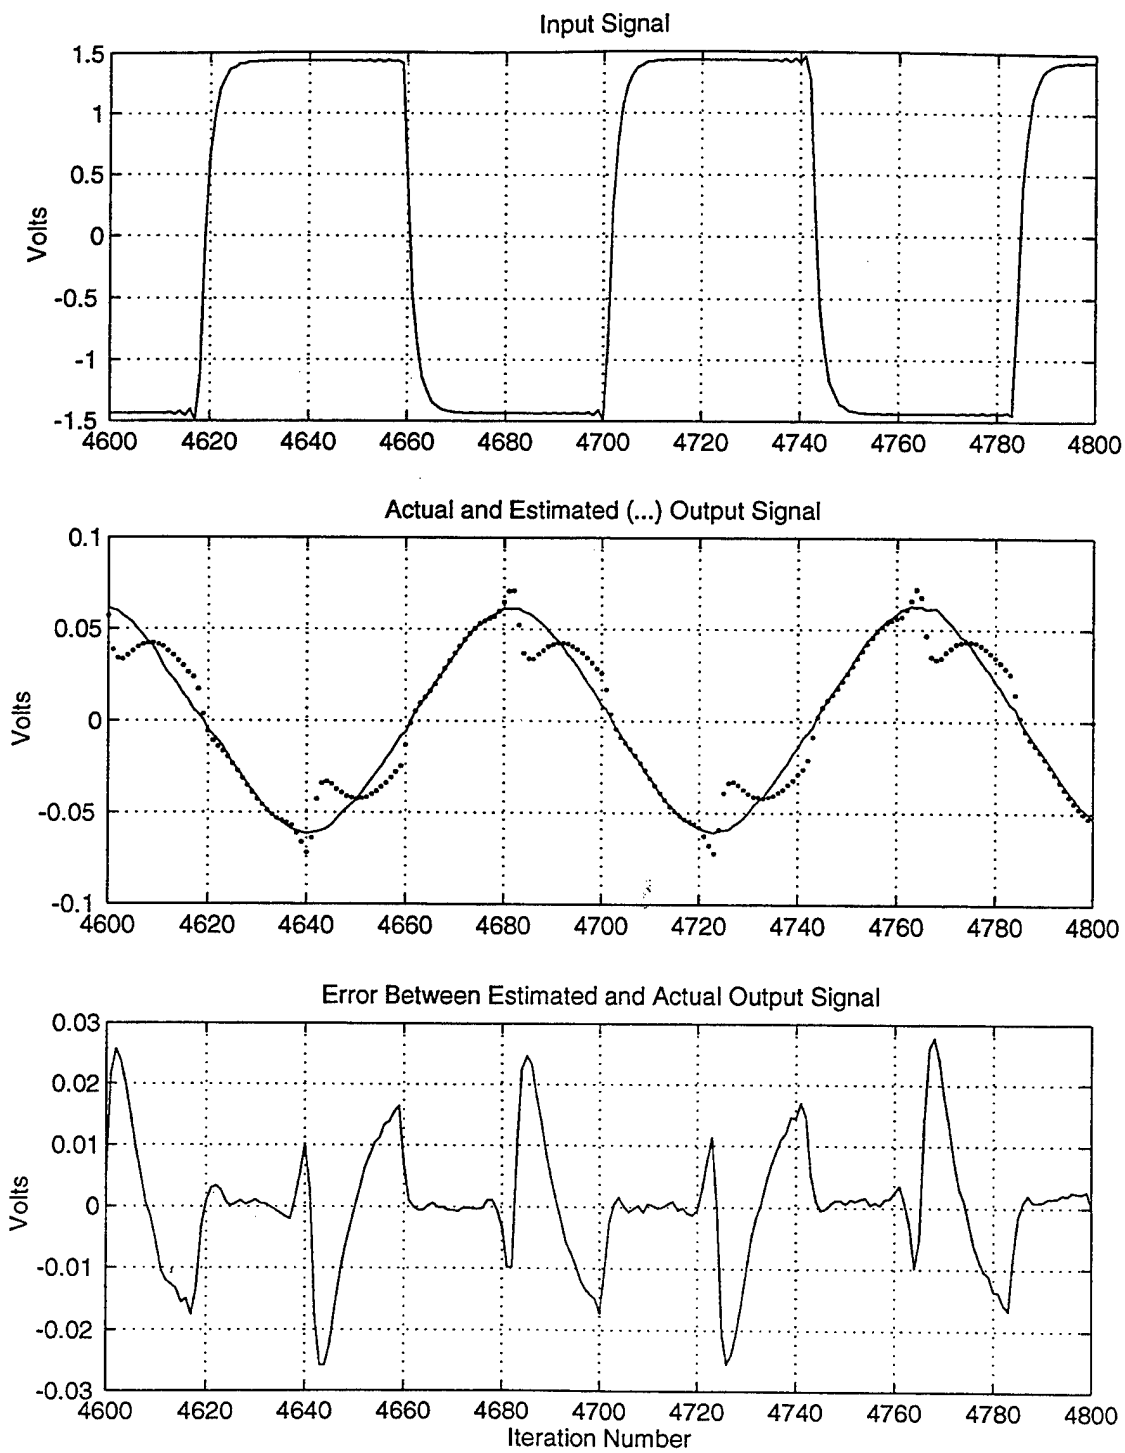 Input Signal
1.5
1
0.5
0
-0.5
-1
-1.5
Volts
4600 4620 4640 4660 4680 4700 4720 4740 4760 4780 4800
Actual and Estimated (...) Output Signal
0.1
0.05
0
-0.05
-0.1
Volts
4600 4620 4640 4660 4680 4700 4720 4740 4760 4780 4800
Error Between Estimated and Actual Output Signal
0.03
0.02
0.01
0
-0.01
-0.02
-0.03
Volts
4600 4620 4640 4660 4680 4700 4720 4740 4760 4780 4800
Iteration Number